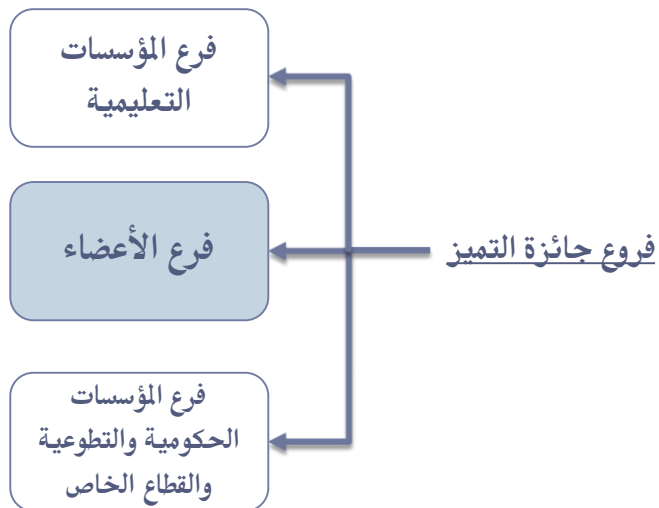 فروع جائزة التميز
فرع المؤسسات
التعليمية
فرع الأعضاء
فرع المؤسسات
الحكومية والتطوعية
والقطاع الخاص